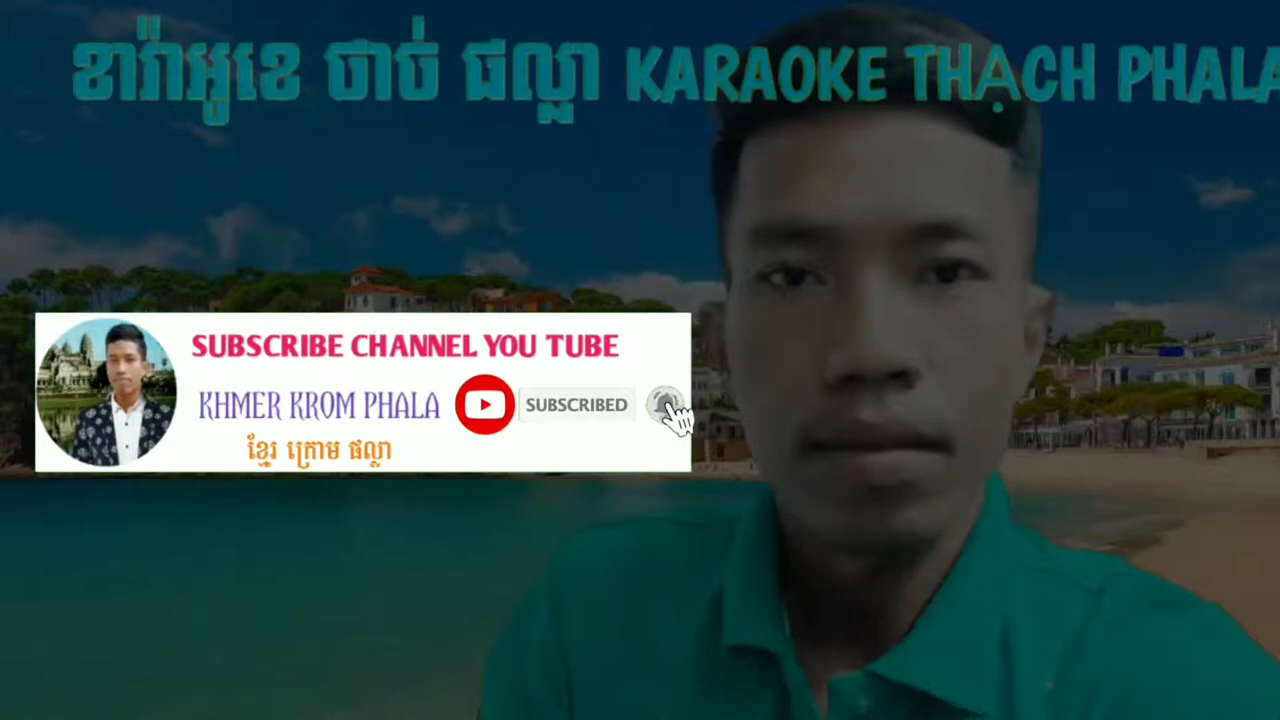 ខារ៉ាអូខេ ថាច់ ផល្លា KARAOKE THẠCH PHALA
SUBSCRIBE CHANNEL YOU TUBE
KHMER KROM PHALA
SUBSCRIBED
ខ្មែរ ក្រោម ផល្លា